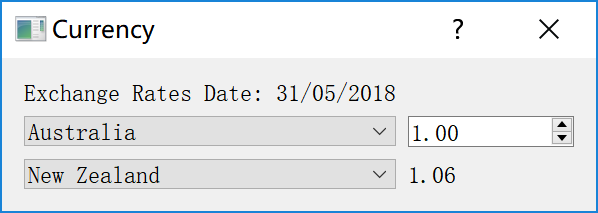 Currency ?
Exchange Rates Date: 31/05/2018
Australia 1.00
New Zealand 1.06